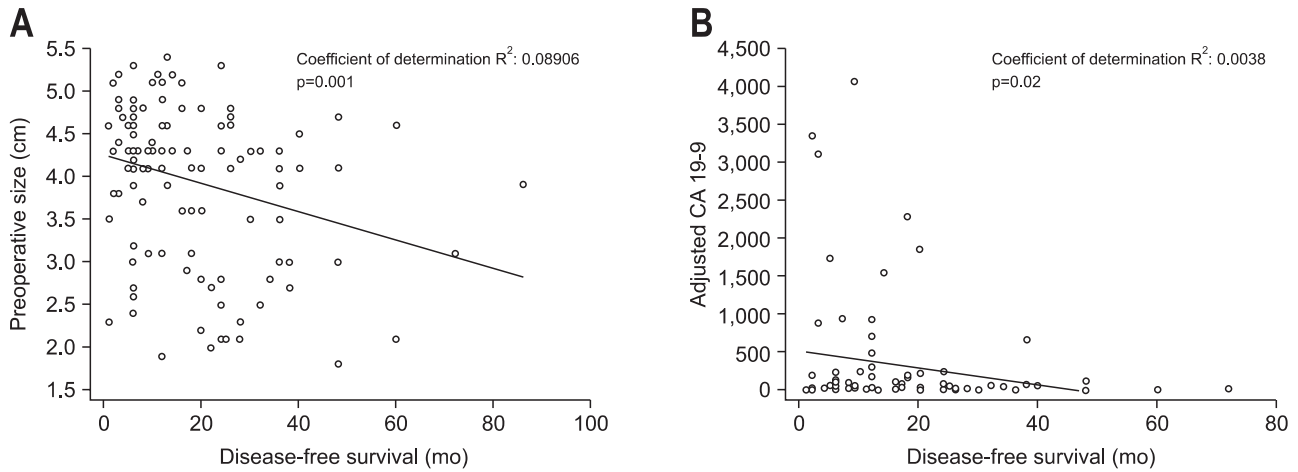 A
Coefficient of determination R²: 0.08906
p=0.001
Preoperative size (cm)
5.5
5.0
4.5
4.0
3.5
3.0
2.5
2.0
1.5
0 20 40 60 80 100
Disease-free survival (mo)
B
Coefficient of determination R²: 0.0038
p=0.02
Adjusted CA 19-9
4,500
4,000
3,500
3,000
2,500
2,000
1,500
1,000
500
0
0 20 40 60 80
Disease-free survival (mo)